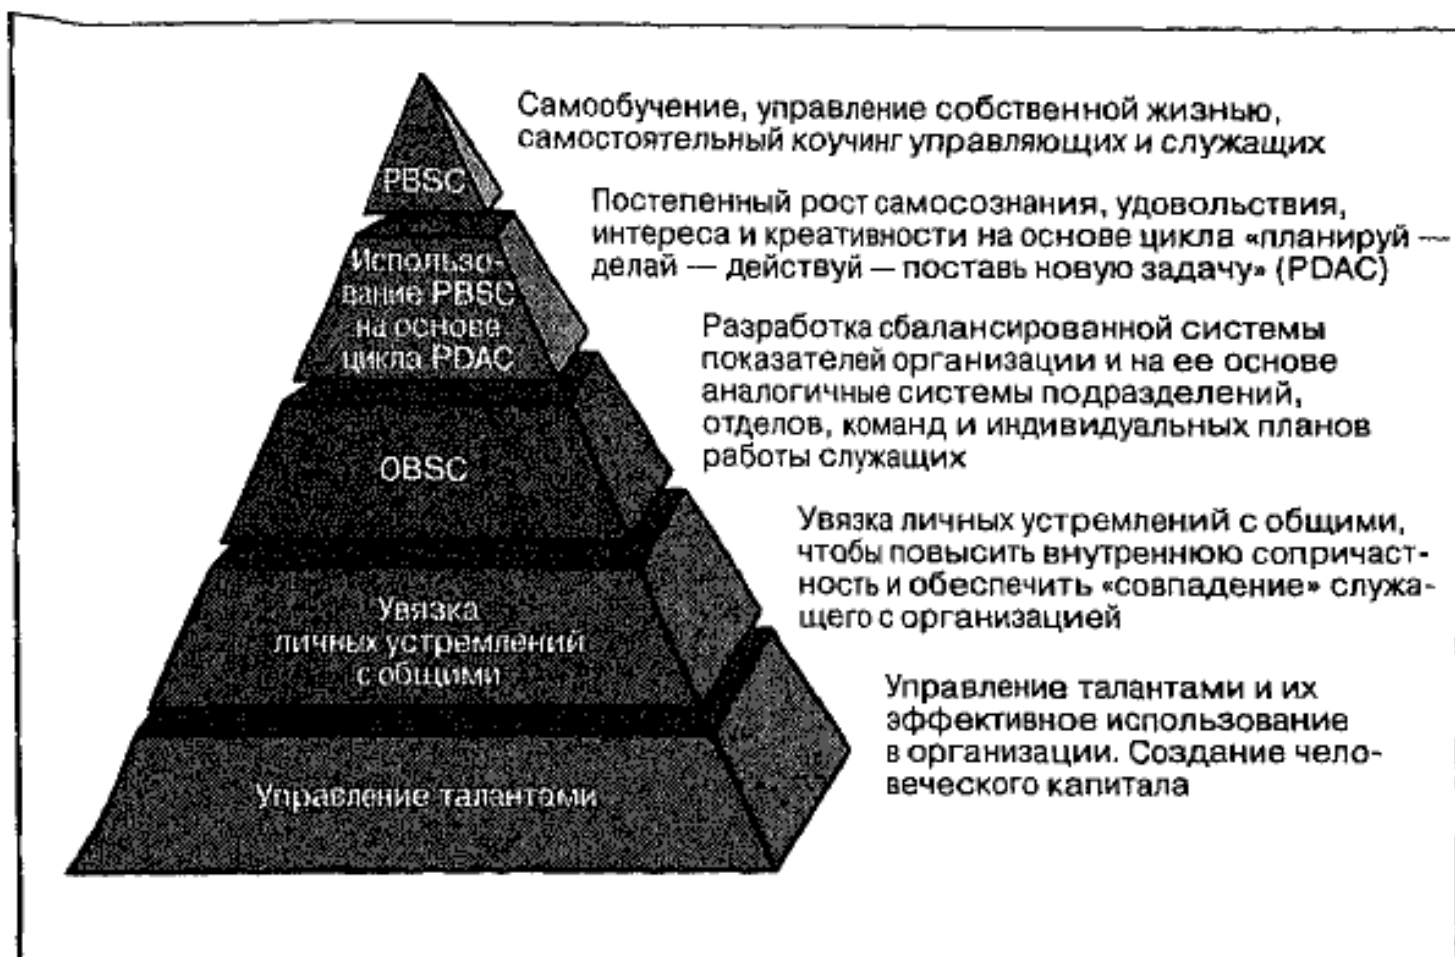 Самообучение, управление собственной жизнью,
самостоятельный коучинг управляющих и служащих
PBSC
Постепенный рост самосознания, удовольствия,
интереса и креативности на основе цикла «планируй —
делай — действуй — поставь новую задачу» (PDAC)
Использо-
вание PBSC
на основе
цикла PDAC
Разработка сбалансированной системы
показателей организации и на ее основе
аналогичные системы подразделений,
отделов, команд и индивидуальных планов
работы служащих
OBSC
Увязка личных устремлений с общими,
чтобы повысить внутреннюю сопричаст-
ность и обеспечить «совпадение» служа-
щего с организацией
Увязка
личных устремлений
с общими
Управление талантами и их
эффективное использование
в организации. Создание чело-
веческого капитала
Управление талантами